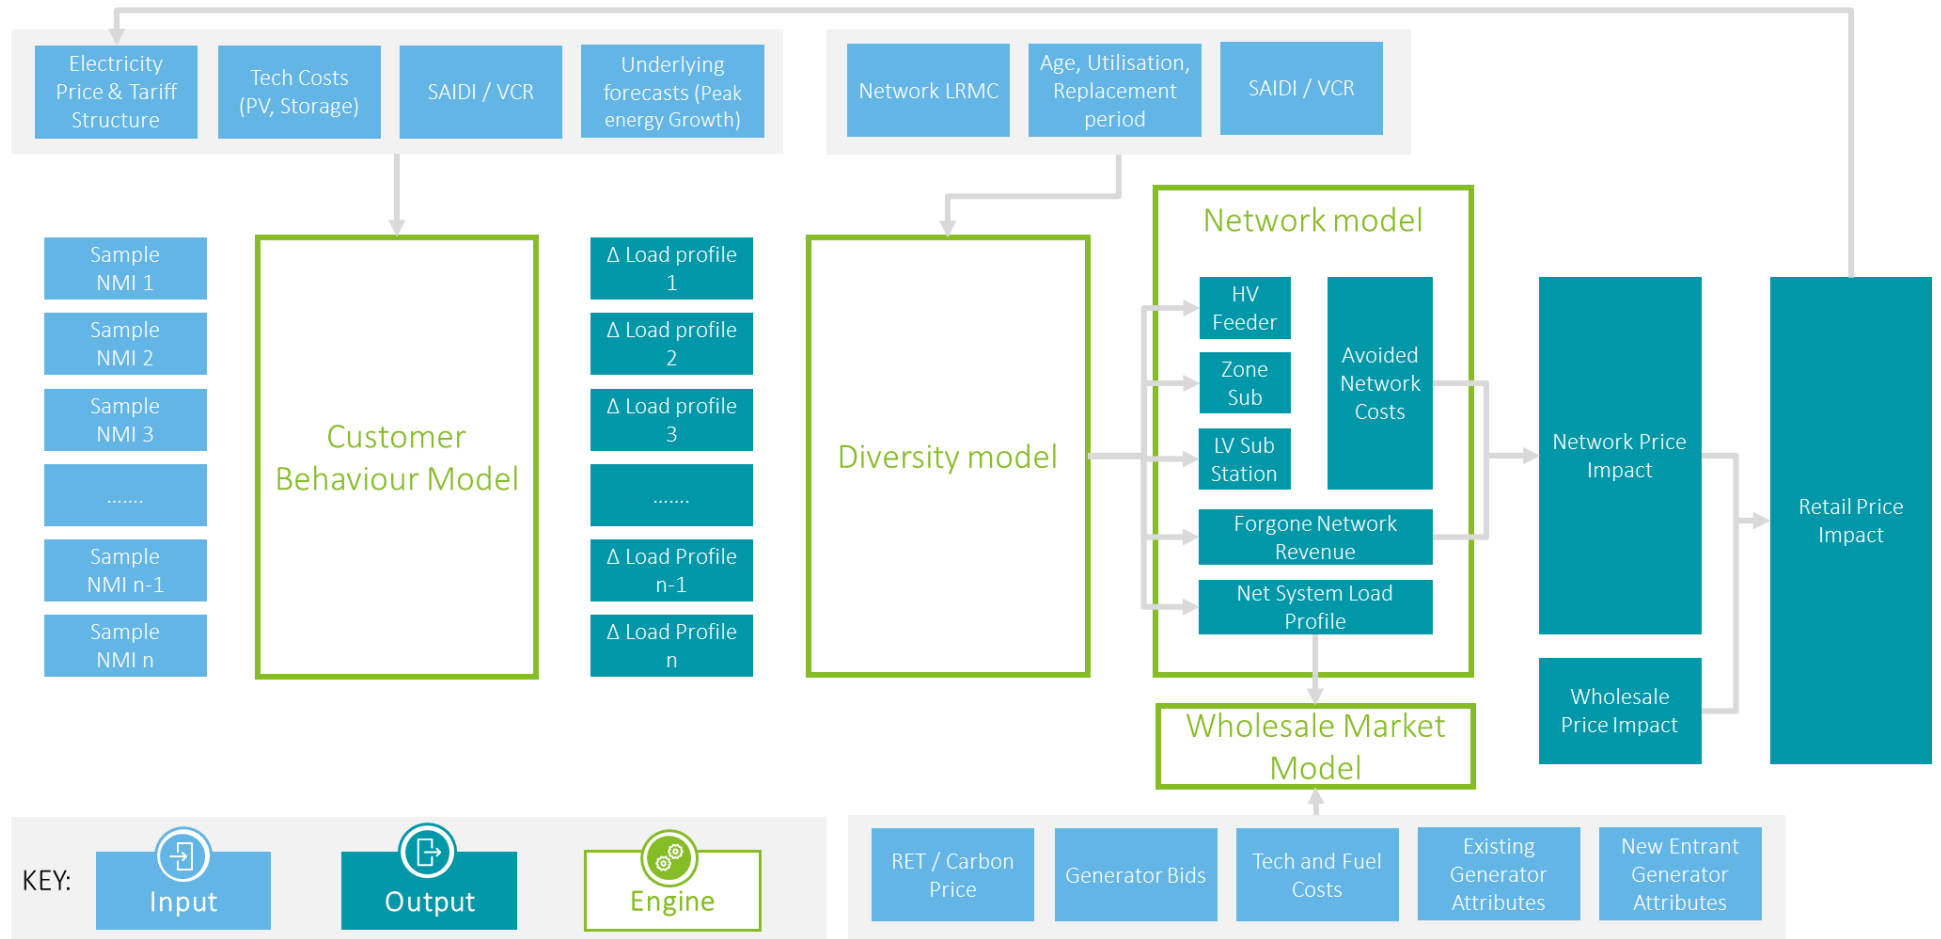 Electricity
Price & Tariff
Structure
Tech Costs
(PV, Storage)
SAIDI / VCR
Underlying
forecasts (Peak
energy Growth)
Network LRMC
Age, Utilisation,
Replacement
period
SAIDI / VCR
Sample
NMI 1
Sample
NMI 2
Sample
NMI 3
.......
Sample
NMI n-1
Sample
NMI n
Customer
Behaviour Model
Δ Load profile
1
Δ Load profile
2
Δ Load profile
3
.......
Δ Load Profile
n-1
Δ Load Profile
n
Diversity model
Network model
HV
Feeder
Zone
Sub
LV Sub
Station
Avoided
Network
Costs
Forgone Network
Revenue
Net System Load
Profile
Network Price
Impact
Wholesale
Price Impact
Retail Price
Impact
Wholesale Market
Model
KEY:
Input
Output
Engine
RET / Carbon
Price
Generator Bids
Tech and Fuel
Costs
Existing
Generator
Attributes
New Entrant
Generator
Attributes